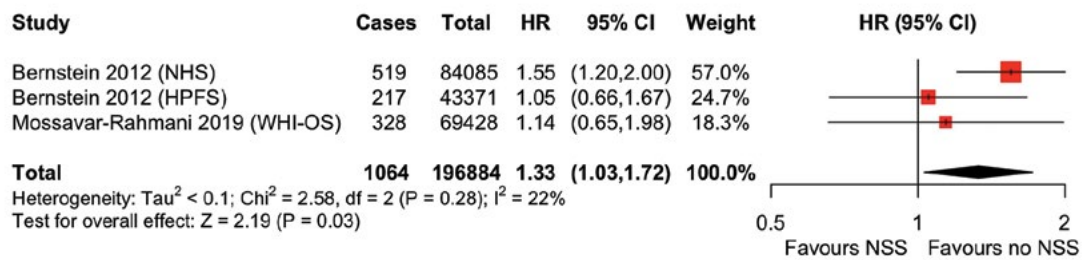 Study Cases Total HR 95% CI Weight HR (95% CI)
Bernstein 2012 (NHS) 519 84085 1.55 (1.20,2.00) 57.0%
Bernstein 2012 (HPFS) 217 43371 1.05 (0.66,1.67) 24.7%
Mossavar-Rahmani 2019 (WHI-OS) 328 69428 1.14 (0.65,1.98) 18.3%
Total 1064 196884 1.33 (1.03,1.72) 100.0%
Heterogeneity: Tau² < 0.1; Chi² = 2.58, df = 2 (P = 0.28); I² = 22%
Test for overall effect: Z = 2.19 (P = 0.03)
0.5 1 2
Favours NSS Favours no NSS